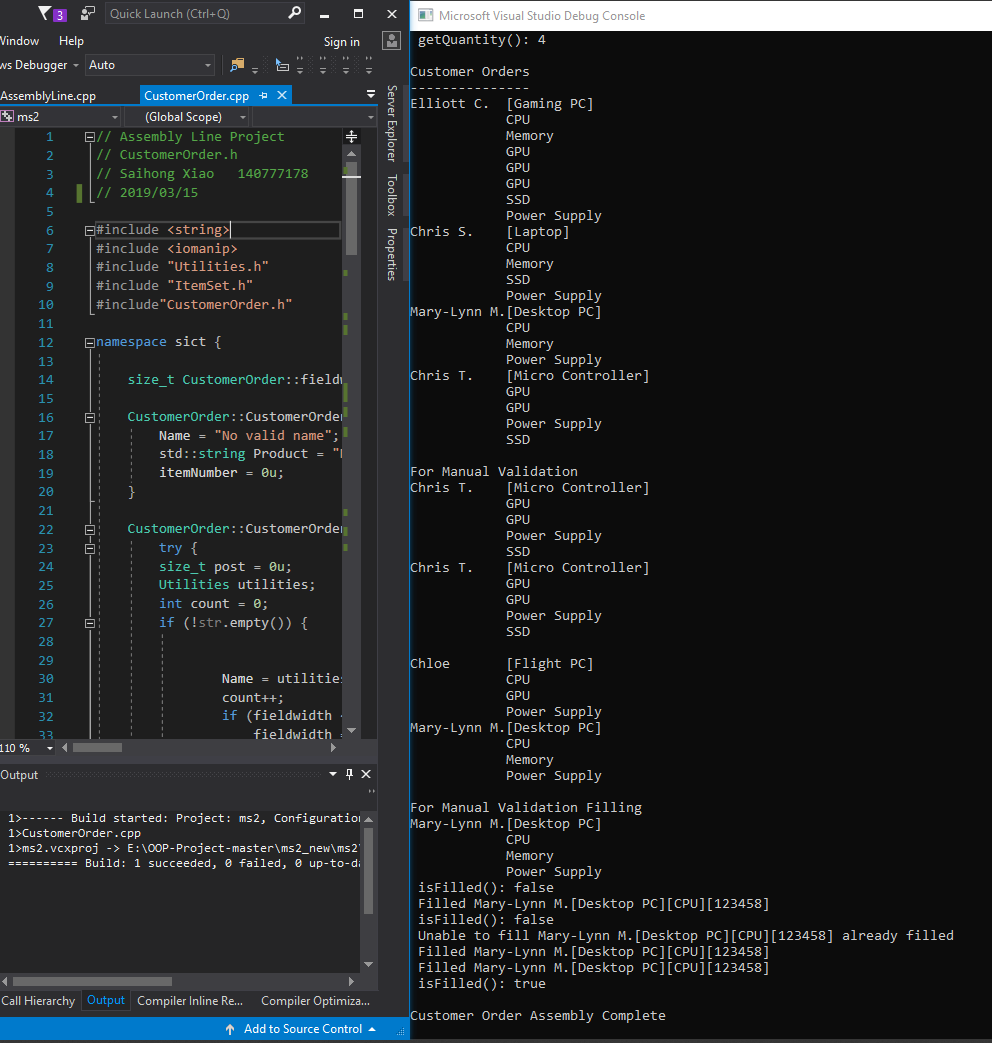 3
Quick Launch (Ctrl+Q)
Window Help
Sign in
ws Debugger Auto
AssemblyLine.cpp CustomerOrder.cpp
ms2 (Global Scope)
1 // Assembly Line Project
2 // CustomerOrder.h
3 // Saihong Xiao   140777178
4 // 2019/03/15
5
6 #include <string>
7 #include <iomanip>
8 #include "Utilities.h"
9 #include "ItemSet.h"
10 #include"CustomerOrder.h"
11
12 namespace sict {
13
14 size_t CustomerOrder::fieldw
15
16 CustomerOrder::CustomerOrder
17 Name = "No valid name";
18 std::string Product = "
19 itemNumber = 0u;
20 }
21
22 CustomerOrder::CustomerOrder
23 try {
24 size_t post = 0u;
25 Utilities utilities;
26 int count = 0;
27 if (!str.empty()) {
28
29
30 Name = utilities
31 count++;
32 if (fieldwidth
33 fieldwidth =
110 %
Server Explorer
Toolbox
Properties
Output
1>------ Build started: Project: ms2, Configuration
1>CustomerOrder.cpp
1>ms2.vcxproj -> E:\OOP-Project-master\ms2_new\ms2\
========== Build: 1 succeeded, 0 failed, 0 up-to-da
Call Hierarchy Output Compiler Inline Re... Compiler Optimiza...
Add to Source Control
Microsoft Visual Studio Debug Console
getQuantity(): 4
Customer Orders
---------------
Elliott C.  [Gaming PC]
CPU
Memory
GPU
GPU
GPU
SSD
Power Supply
Chris S.    [Laptop]
CPU
Memory
SSD
Power Supply
Mary-Lynn M.[Desktop PC]
CPU
Memory
Power Supply
Chris T.    [Micro Controller]
GPU
GPU
Power Supply
SSD
For Manual Validation
Chris T.    [Micro Controller]
GPU
GPU
Power Supply
SSD
Chris T.    [Micro Controller]
GPU
GPU
Power Supply
SSD
Chloe       [Flight PC]
CPU
GPU
Power Supply
Mary-Lynn M.[Desktop PC]
CPU
Memory
Power Supply
For Manual Validation Filling
Mary-Lynn M.[Desktop PC]
CPU
Memory
Power Supply
isFilled(): false
Filled Mary-Lynn M.[Desktop PC][CPU][123458]
isFilled(): false
Unable to fill Mary-Lynn M.[Desktop PC][CPU][123458] already filled
Filled Mary-Lynn M.[Desktop PC][CPU][123458]
Filled Mary-Lynn M.[Desktop PC][CPU][123458]
isFilled(): true
Customer Order Assembly Complete